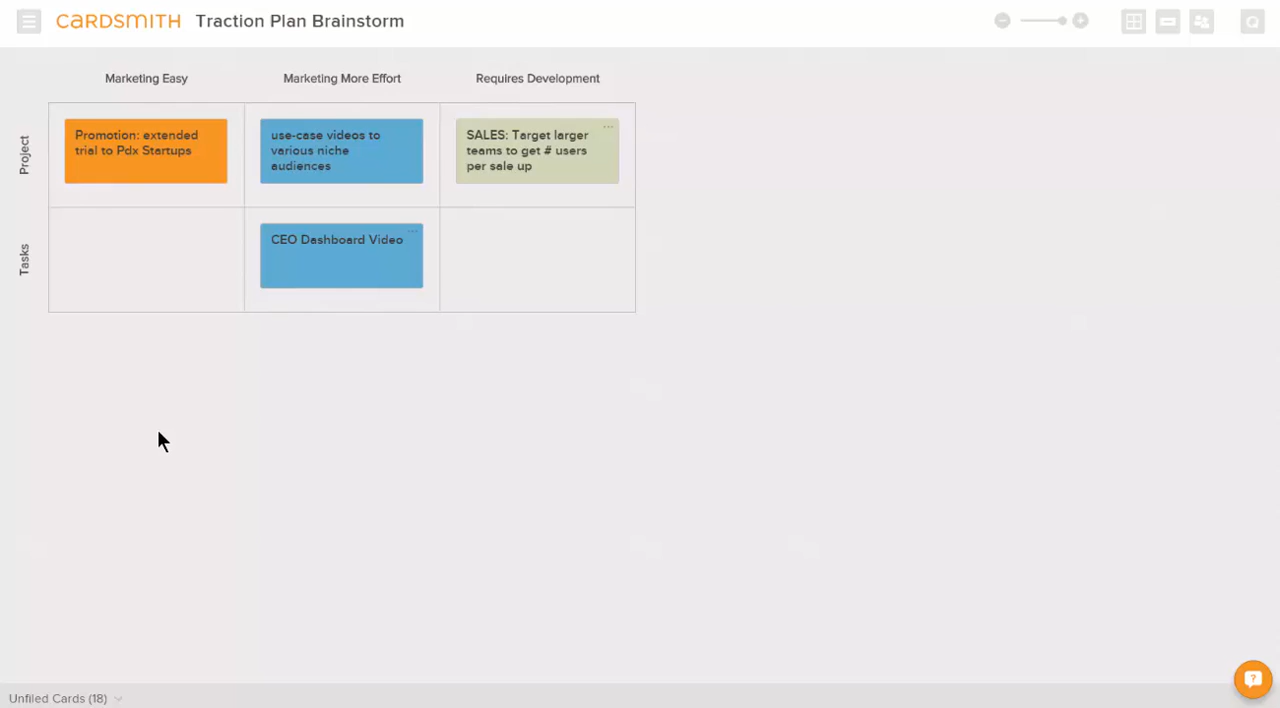 CARDSMITH Traction Plan Brainstorm
Marketing Easy
Marketing More Effort
Requires Development
Project
Promotion: extended
trial to Pdx Startups
use-case videos to
various niche
audiences
SALES: Target larger
teams to get # users
per sale up
Tasks
CEO Dashboard Video
Unfiled Cards (18)
?